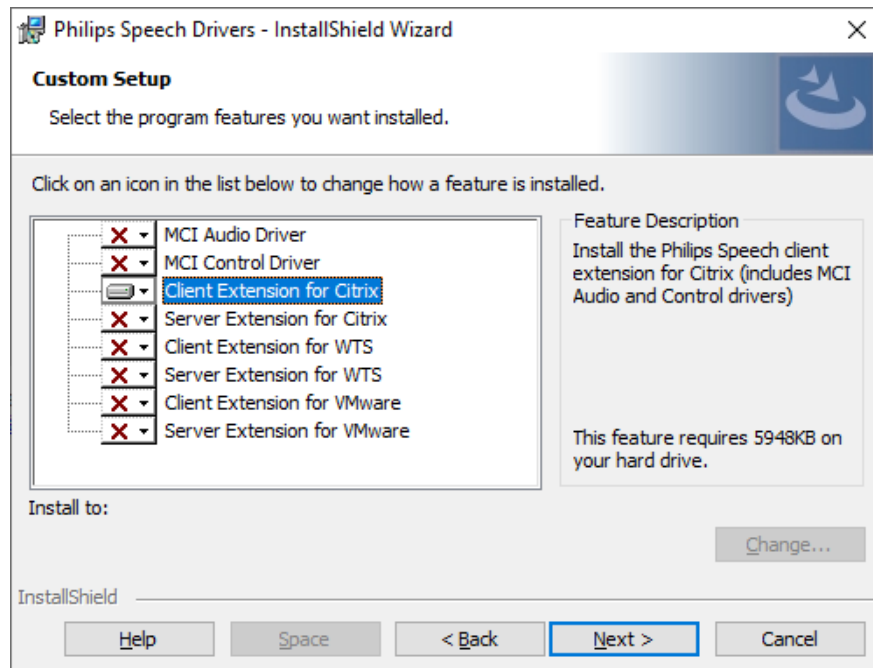 Philips Speech Drivers - InstallShield Wizard
Custom Setup
Select the program features you want installed.
Click on an icon in the list below to change how a feature is installed.
MCI Audio Driver
MCI Control Driver
Client Extension for Citrix
Server Extension for Citrix
Client Extension for WTS
Server Extension for WTS
Client Extension for VMware
Server Extension for VMware
Feature Description
Install the Philips Speech client
extension for Citrix (includes MCI
Audio and Control drivers)
This feature requires 5948KB on
your hard drive.
Install to:
Change...
InstallShield
Help
Space
< Back
Next >
Cancel